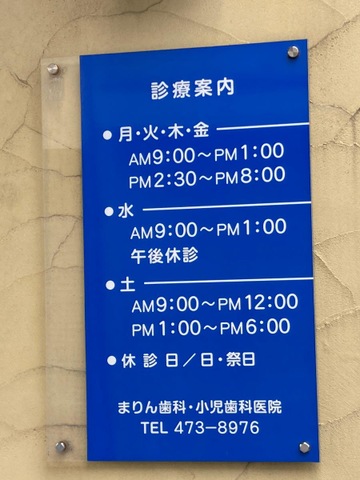 診療案内
●月・火・木・金
AM9:00～PM1:00
PM2:30～PM8:00
●水
AM9:00～PM1:00
午後休診
●土
AM9:00～PM12:00
PM1:00～PM6:00
●休診日／日・祭日
まりん歯科・小児歯科医院
TEL 473-8976